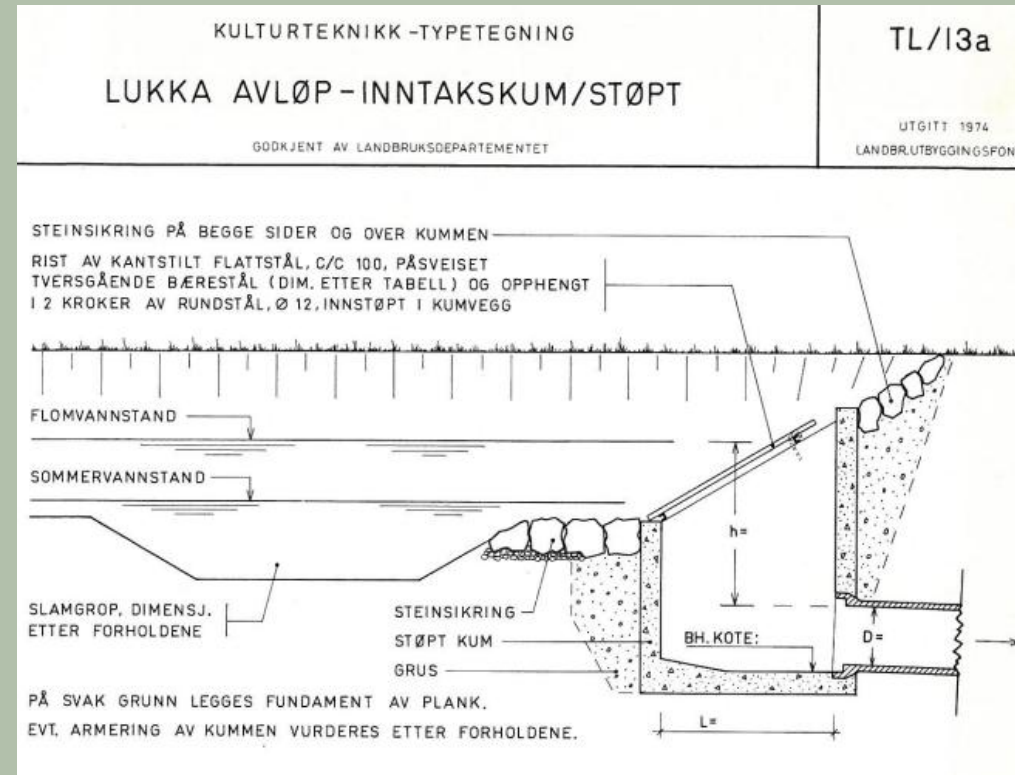 KULTURTEKNIKK-TYPETEGNING
LUKKA AVLØP-INNTAKSKUM/STØPT
GODKJENT AV LANDBRUKSDEPARTEMENTET
TL/13a
UTGITT 1974
LANDBR.UTBYGGINGSFON
STEINSIKRING PÅ BEGGE SIDER OG OVER KUMMEN
RIST AV KANTSTILT FLATTSTÅL, C/C 100, PÅSVEISET
TVERSGÅENDE BÆRESTÅL (DIM. ETTER TABELL) OG OPPHENGT
I 2 KROKER AV RUNDSTÅL, Ø 12, INNSTØPT I KUMVEGG
FLOMVANNSTAND
SOMMERVANNSTAND
h=
SLAMGROP, DIMENSJ.
ETTER FORHOLDENE
STEINSIKRING
STØPT KUM
GRUS
BH. KOTE:
D=
L=
PÅ SVAK GRUNN LEGGES FUNDAMENT AV PLANK.
EVT. ARMERING AV KUMMEN VURDERES ETTER FORHOLDENE.